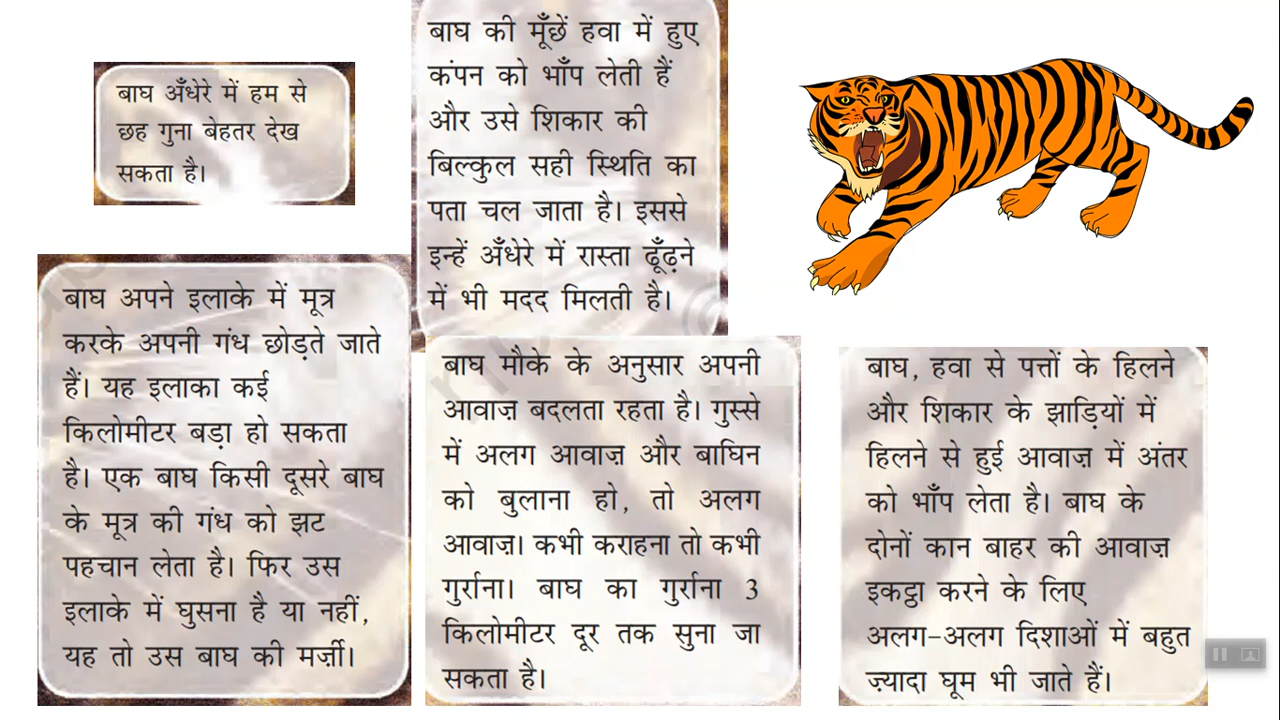 बाघ अँधेरे में हम से
छह गुना बेहतर देख
सकता है।
बाघ की मूँछें हवा में हुए
कंपन को भाँप लेती हैं
और उसे शिकार की
बिल्कुल सही स्थिति का
पता चल जाता है। इससे
इन्हें अँधेरे में रास्ता ढूँढ़ने
में भी मदद मिलती है।
बाघ अपने इलाके में मूत्र
करके अपनी गंध छोड़ते जाते
हैं। यह इलाका कई
किलोमीटर बड़ा हो सकता
है। एक बाघ किसी दूसरे बाघ
के मूत्र की गंध को झट
पहचान लेता है। फिर उस
इलाके में घुसना है या नहीं,
यह तो उस बाघ की मर्ज़ी।
बाघ मौके के अनुसार अपनी
आवाज़ बदलता रहता है। गुस्से
में अलग आवाज़ और बाघिन
को बुलाना हो, तो अलग
आवाज़। कभी कराहना तो कभी
गुर्राना। बाघ का गुर्राना 3
किलोमीटर दूर तक सुना जा
सकता है।
बाघ, हवा से पत्तों के हिलने
और शिकार के झाड़ियों में
हिलने से हुई आवाज़ में अंतर
को भाँप लेता है। बाघ के
दोनों कान बाहर की आवाज़
इकट्ठा करने के लिए
अलग-अलग दिशाओं में बहुत
ज़्यादा घूम भी जाते हैं।